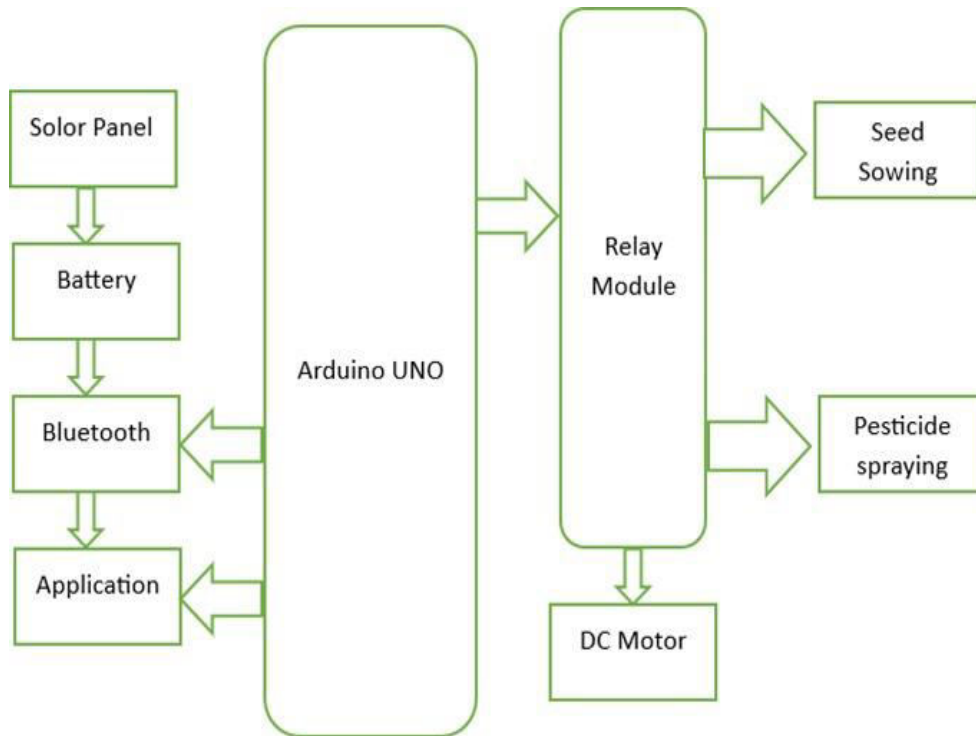 Solor Panel
Battery
Bluetooth
Application
Arduino UNO
Relay
Module
Seed
Sowing
Pesticide
spraying
DC Motor